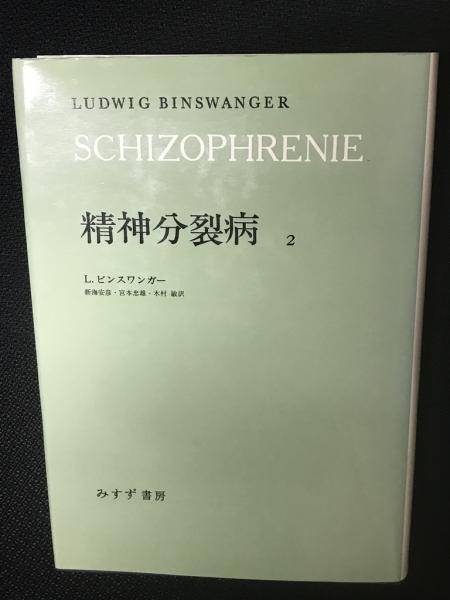 LUDWIG BINSWANGER
SCHIZOPHRENIE
精神分裂病 2
L.ビンスワンガー
新海安彦・宮本忠雄・木村 敏訳
みすず書房